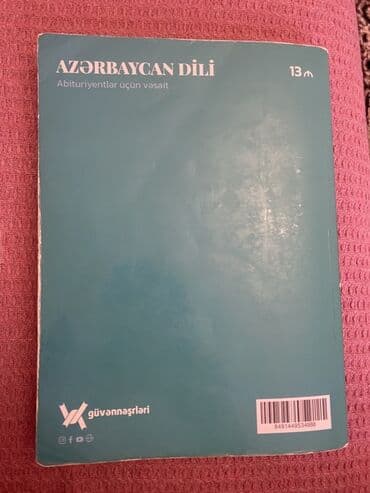 AZƏRBAYCAN DİLİ
13 ₼
Abituriyentlər üçün vəsait
güvənnəşrləri